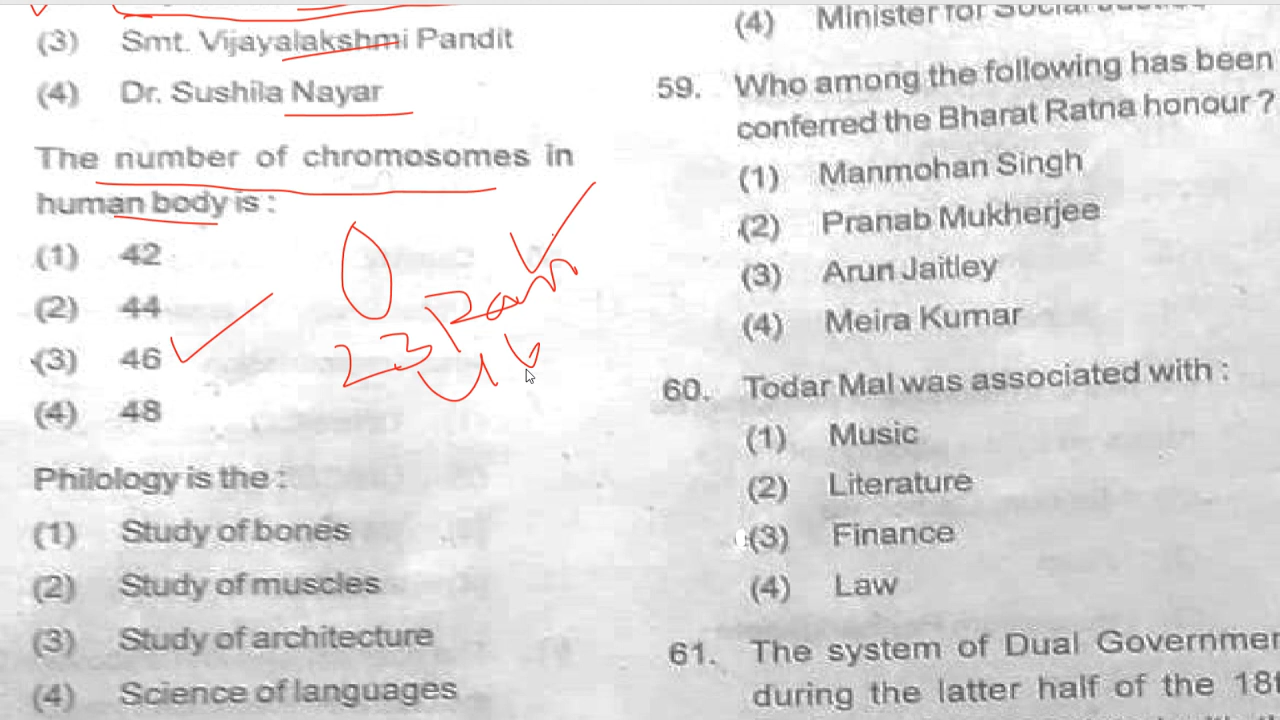 (3) Smt. Vijayalakshmi Pandit
(4) Dr. Sushila Nayar
The number of chromosomes in
human body is :
(1) 42
(2) 44
(3) 46
(4) 48
23 Pair
46
Philology is the :
(1) Study of bones
(2) Study of muscles
(3) Study of architecture
(4) Science of languages
(4) Minister for Social Justice
59. Who among the following has been
conferred the Bharat Ratna honour ?
(1) Manmohan Singh
(2) Pranab Mukherjee
(3) Arun Jaitley
(4) Meira Kumar
60. Todar Mal was associated with :
(1) Music
(2) Literature
(3) Finance
(4) Law
61. The system of Dual Governmen
during the latter half of the 18t